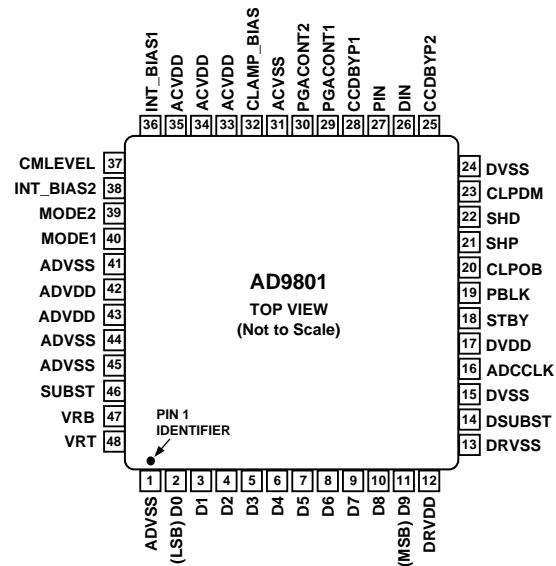 INT_BIAS1
ACVDD
ACVDD
ACVDD
CLAMP_BIAS
ACVSS
PGACONT2
PGACONT1
CCDBYP1
PIN
DIN
CCDBYP2
36 35 34 33 32 31 30 29 28 27 26 25
CMLEVEL 37
INT_BIAS2 38
MODE2 39
MODE1 40
ADVSS 41
ADVDD 42
ADVDD 43
ADVSS 44
ADVSS 45
SUBST 46
VRB 47
VRT 48
AD9801
TOP VIEW
(Not to Scale)
PIN 1
IDENTIFIER
24 DVSS
23 CLPDM
22 SHD
21 SHP
20 CLPOB
19 PBLK
18 STBY
17 DVDD
16 ADCCLK
15 DVSS
14 DSUBST
13 DRVSS
1 2 3 4 5 6 7 8 9 10 11 12
ADVSS
(LSB) D0
D1
D2
D3
D4
D5
D6
D7
D8
(MSB) D9
DRVDD